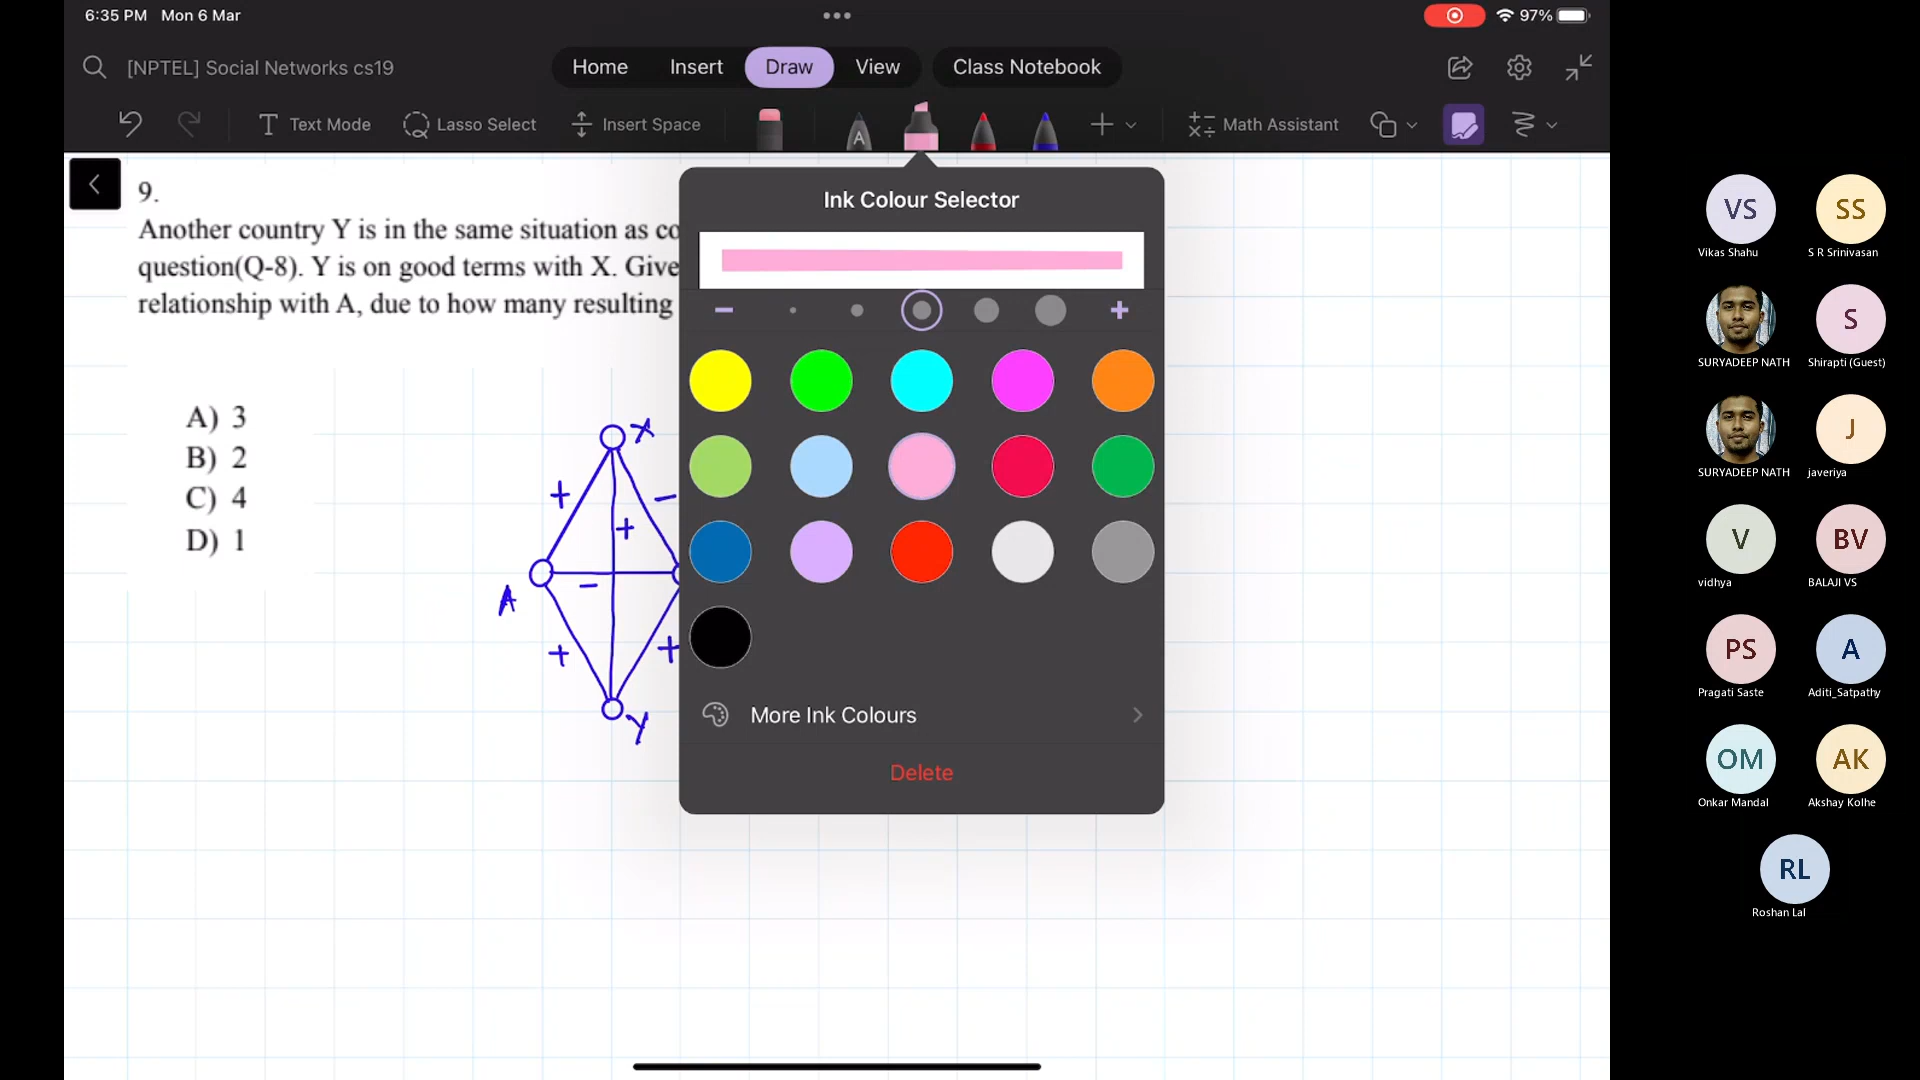 6:35 PM Mon 6 Mar
97%
[NPTEL] Social Networks cs19
Home Insert Draw View Class Notebook
Text Mode Lasso Select Insert Space A Math Assistant
Ink Colour Selector
9.
Another country Y is in the same situation as co
question(Q-8). Y is on good terms with X. Give
relationship with A, due to how many resulting
A) 3
B) 2
C) 4
D) 1
X
+ −
+
−
A
+ +
Y
More Ink Colours
Delete
VS SS
Vikas Shahu S R Srinivasan
S
SURYADEEP NATH Shirapti (Guest)
J
SURYADEEP NATH javeriya
V BV
vidhya BALAJI VS
PS A
Pragati Saste Aditi_Satpathy
OM AK
Onkar Mandal Akshay Kolhe
RL
Roshan Lal